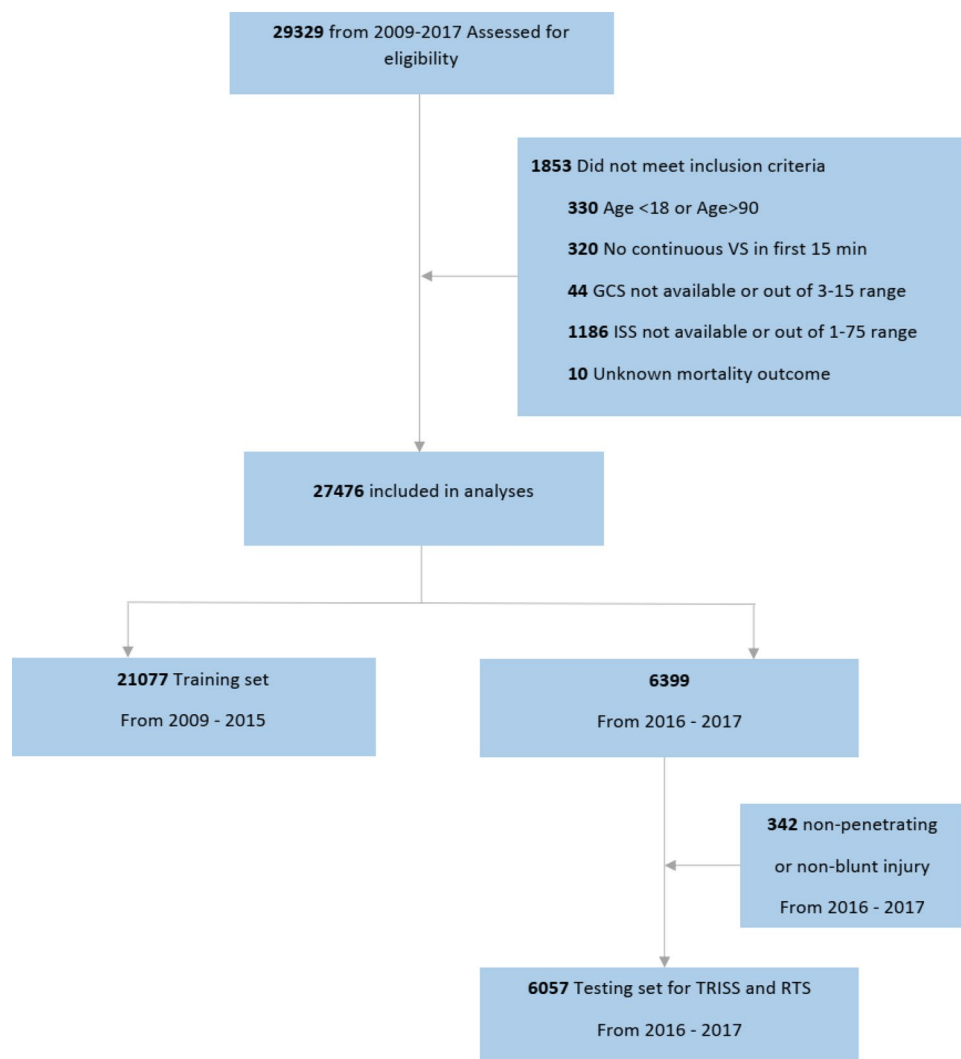 29329 from 2009-2017 Assessed for
eligibility
1853 Did not meet inclusion criteria
330 Age <18 or Age>90
320 No continuous VS in first 15 min
44 GCS not available or out of 3-15 range
1186 ISS not available or out of 1-75 range
10 Unknown mortality outcome
27476 included in analyses
21077 Training set
From 2009 - 2015
6399
From 2016 - 2017
342 non-penetrating
or non-blunt injury
From 2016 - 2017
6057 Testing set for TRISS and RTS
From 2016 - 2017